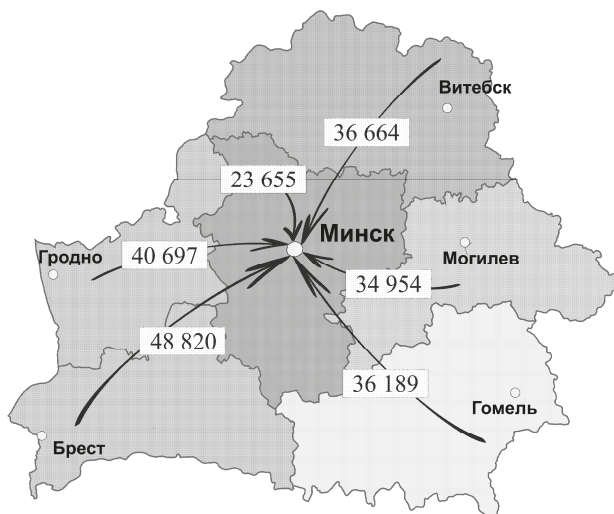 Витебск
36 664
23 655
Минск
Гродно
40 697
Могилев
34 954
48 820
36 189
Гомель
Брест